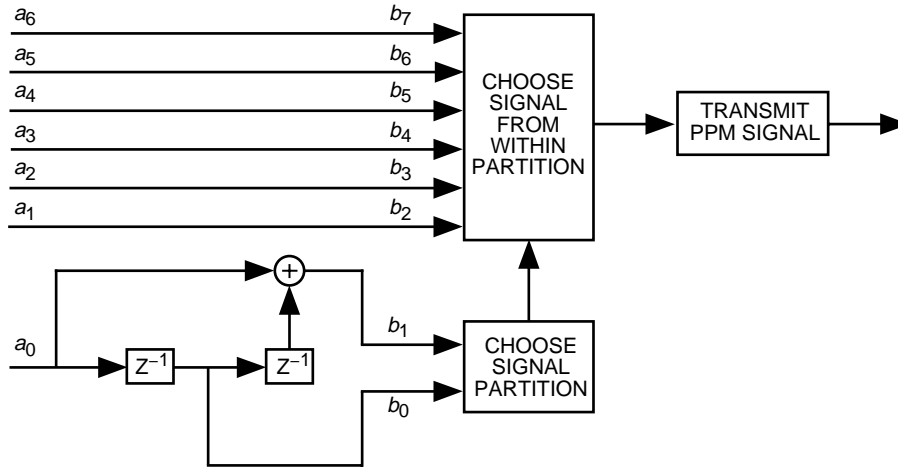 a6 b7
a5 b6
a4 b5
a3 b4
a2 b3
a1 b2
CHOOSE
SIGNAL
FROM
WITHIN
PARTITION
TRANSMIT
PPM SIGNAL
+
a0
Z−1
Z−1
b1
b0
CHOOSE
SIGNAL
PARTITION